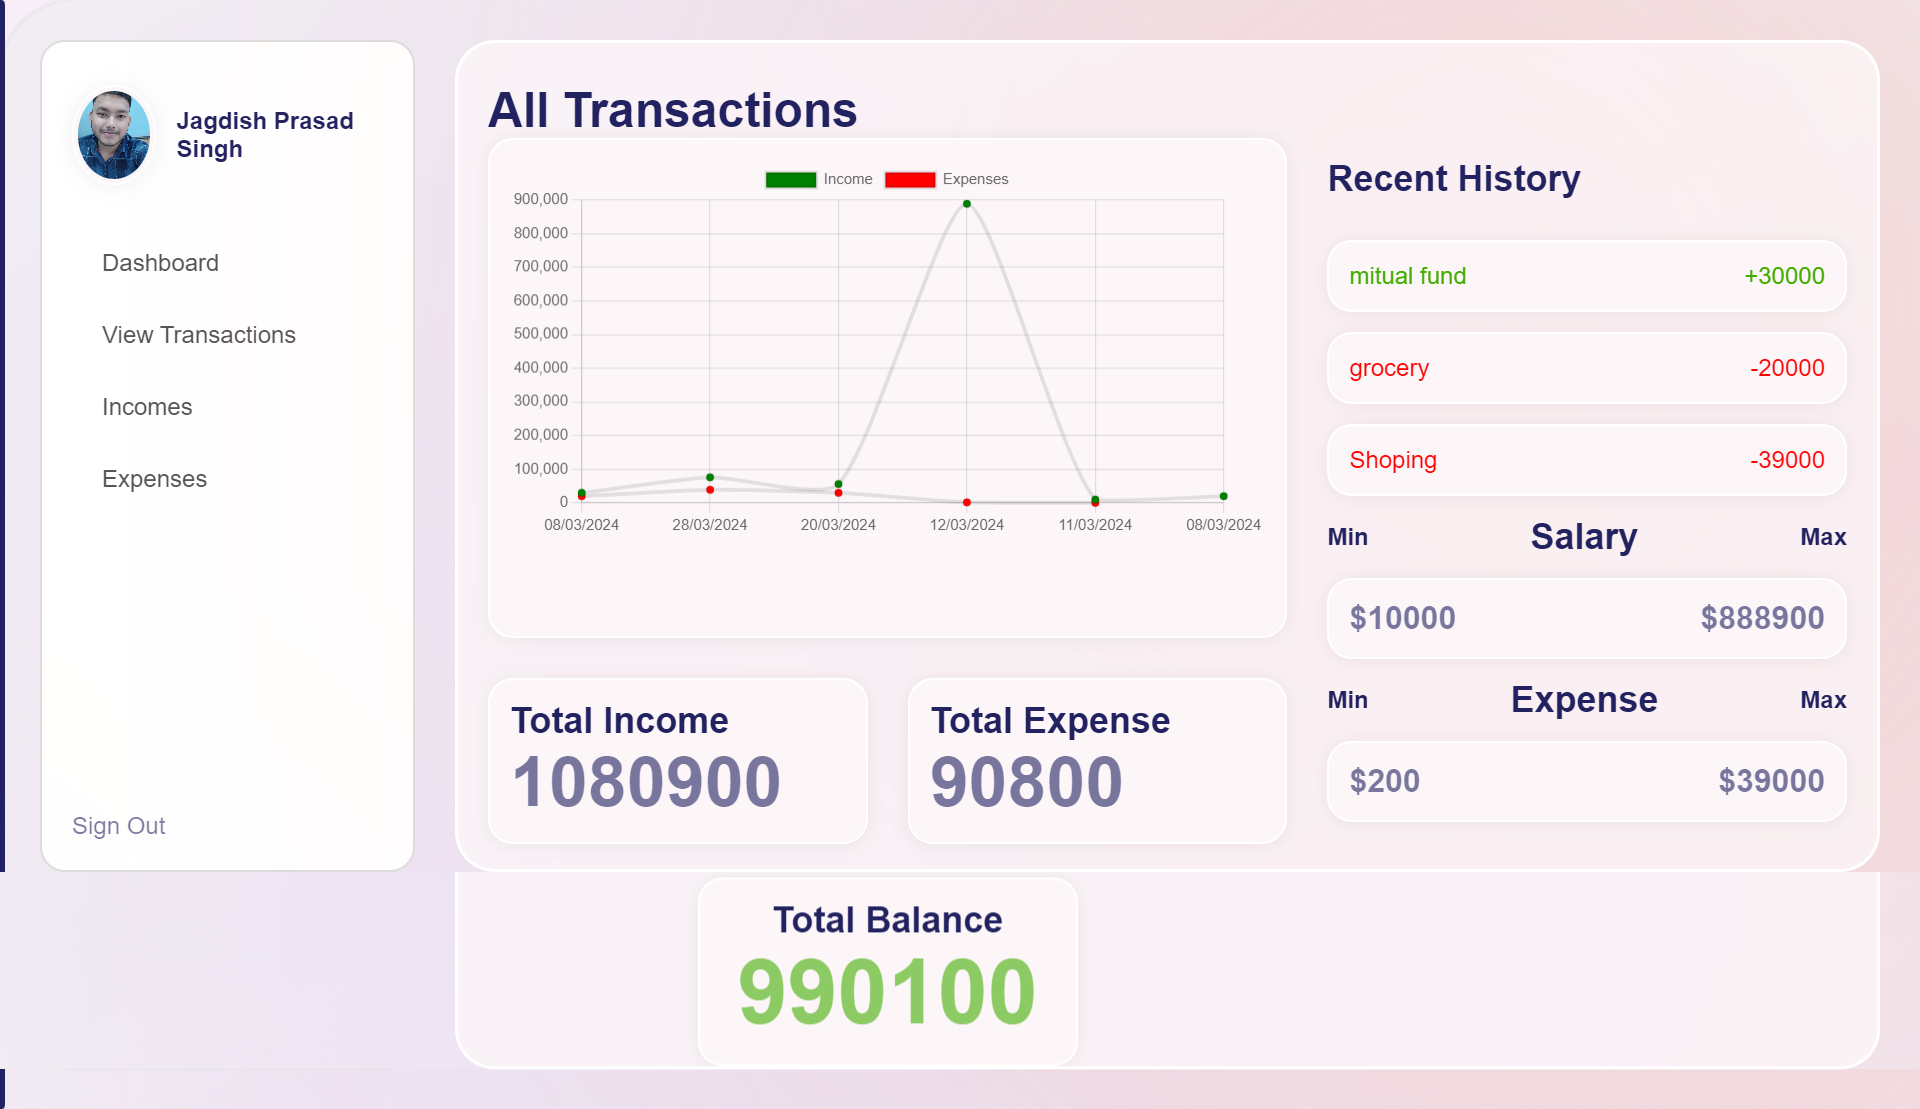 Jagdish Prasad
Singh
Dashboard
View Transactions
Incomes
Expenses
Sign Out
All Transactions
Income Expenses
900,000
800,000
700,000
600,000
500,000
400,000
300,000
200,000
100,000
0
08/03/2024 28/03/2024 20/03/2024 12/03/2024 11/03/2024 08/03/2024
Total Income
1080900
Total Expense
90800
Total Balance
990100
Recent History
mitual fund +30000
grocery -20000
Shoping -39000
Min Salary Max
$10000 $888900
Min Expense Max
$200 $39000